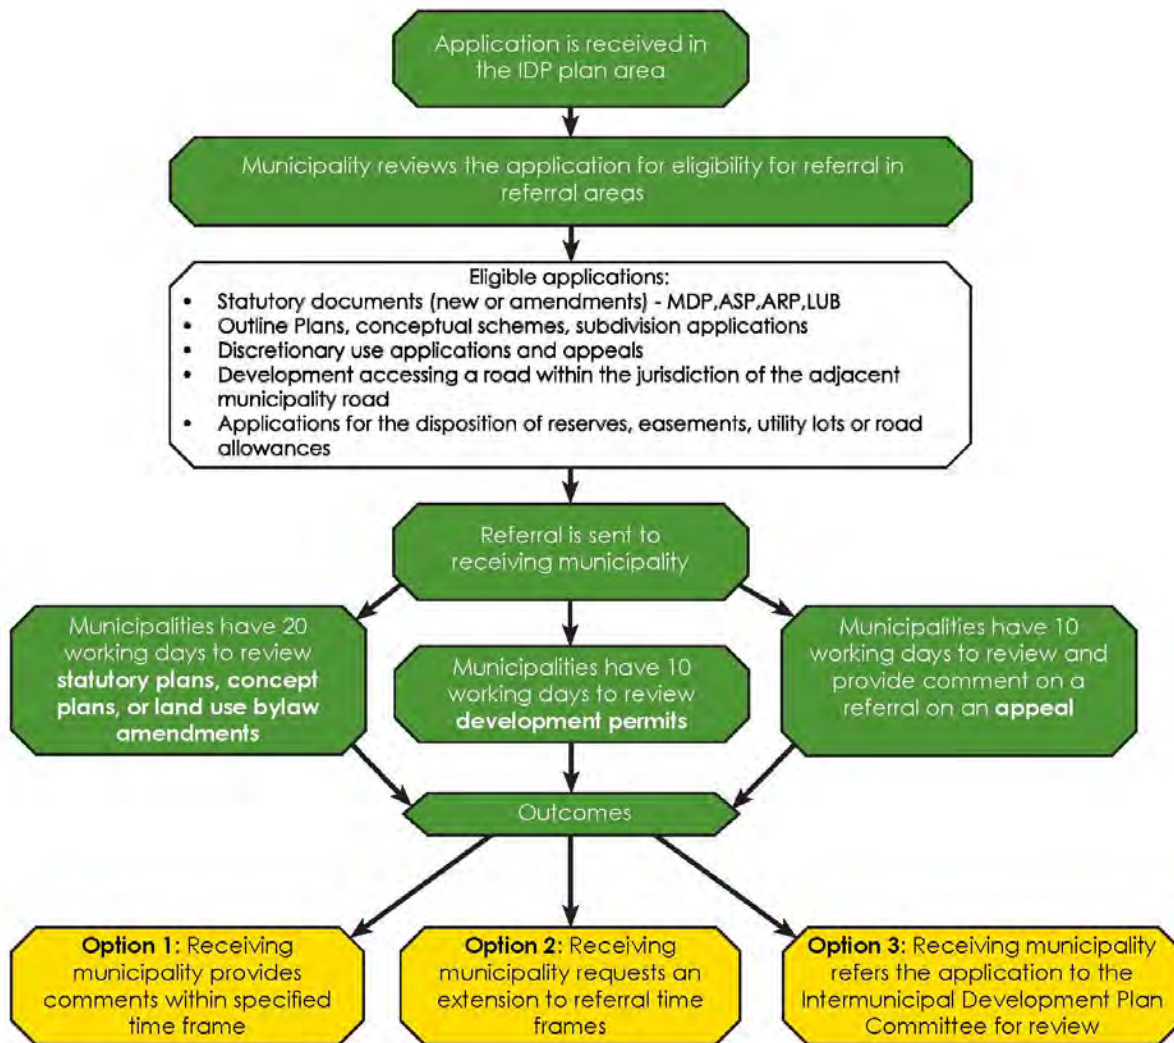 Application is received in
the IDP plan area
Municipality reviews the application for eligibility for referral in
referral areas
Eligible applications:
• Statutory documents (new or amendments) - MDP,ASP,ARP,LUB
• Outline Plans, conceptual schemes, subdivision applications
• Discretionary use applications and appeals
• Development accessing a road within the jurisdiction of the adjacent
municipality road
• Applications for the disposition of reserves, easements, utility lots or road
allowances
Referral is sent to
receiving municipality
Municipalities have 20
working days to review
statutory plans, concept
plans, or land use bylaw
amendments
Municipalities have 10
working days to review
development permits
Municipalities have 10
working days to review and
provide comment on a
referral on an appeal
Outcomes
Option 1: Receiving
municipality provides
comments within specified
time frame
Option 2: Receiving
municipality requests an
extension to referral time
frames
Option 3: Receiving municipality
refers the application to the
Intermunicipal Development Plan
Committee for review